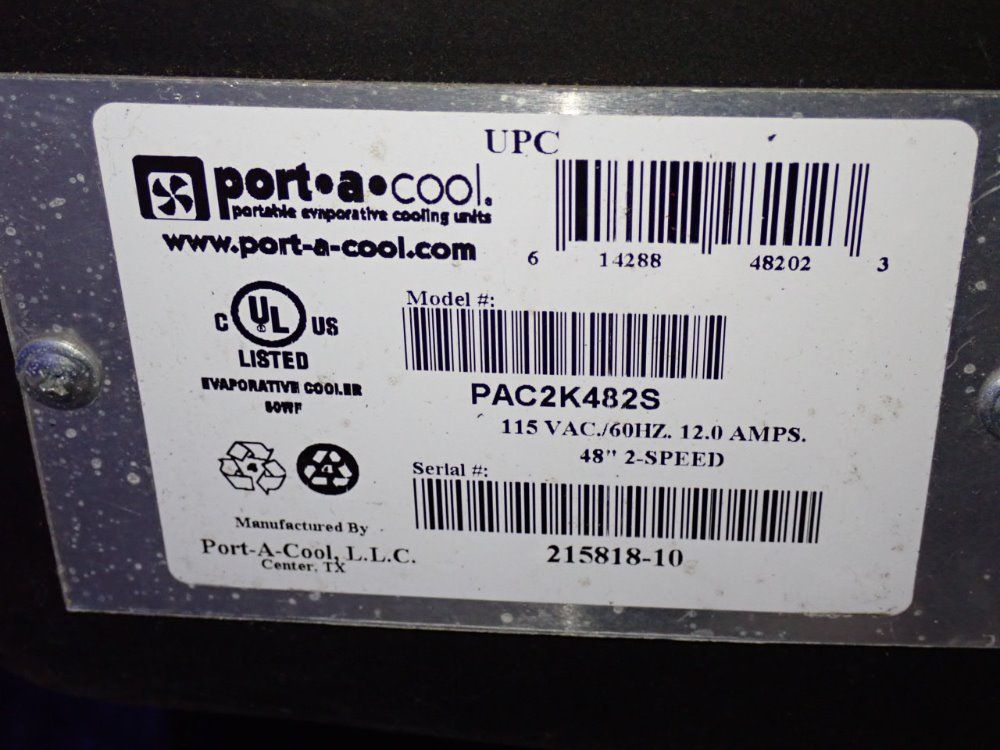 UPC
port•a•cool.
portable evaporative cooling units
www.port-a-cool.com
6 14288 48202 3
C UL US
LISTED
EVAPORATIVE COOLER
Model #:
PAC2K482S
115 VAC./60HZ. 12.0 AMPS.
48" 2-SPEED
Serial #:
215818-10
Manufactured By
Port-A-Cool, L.L.C.
Center, TX